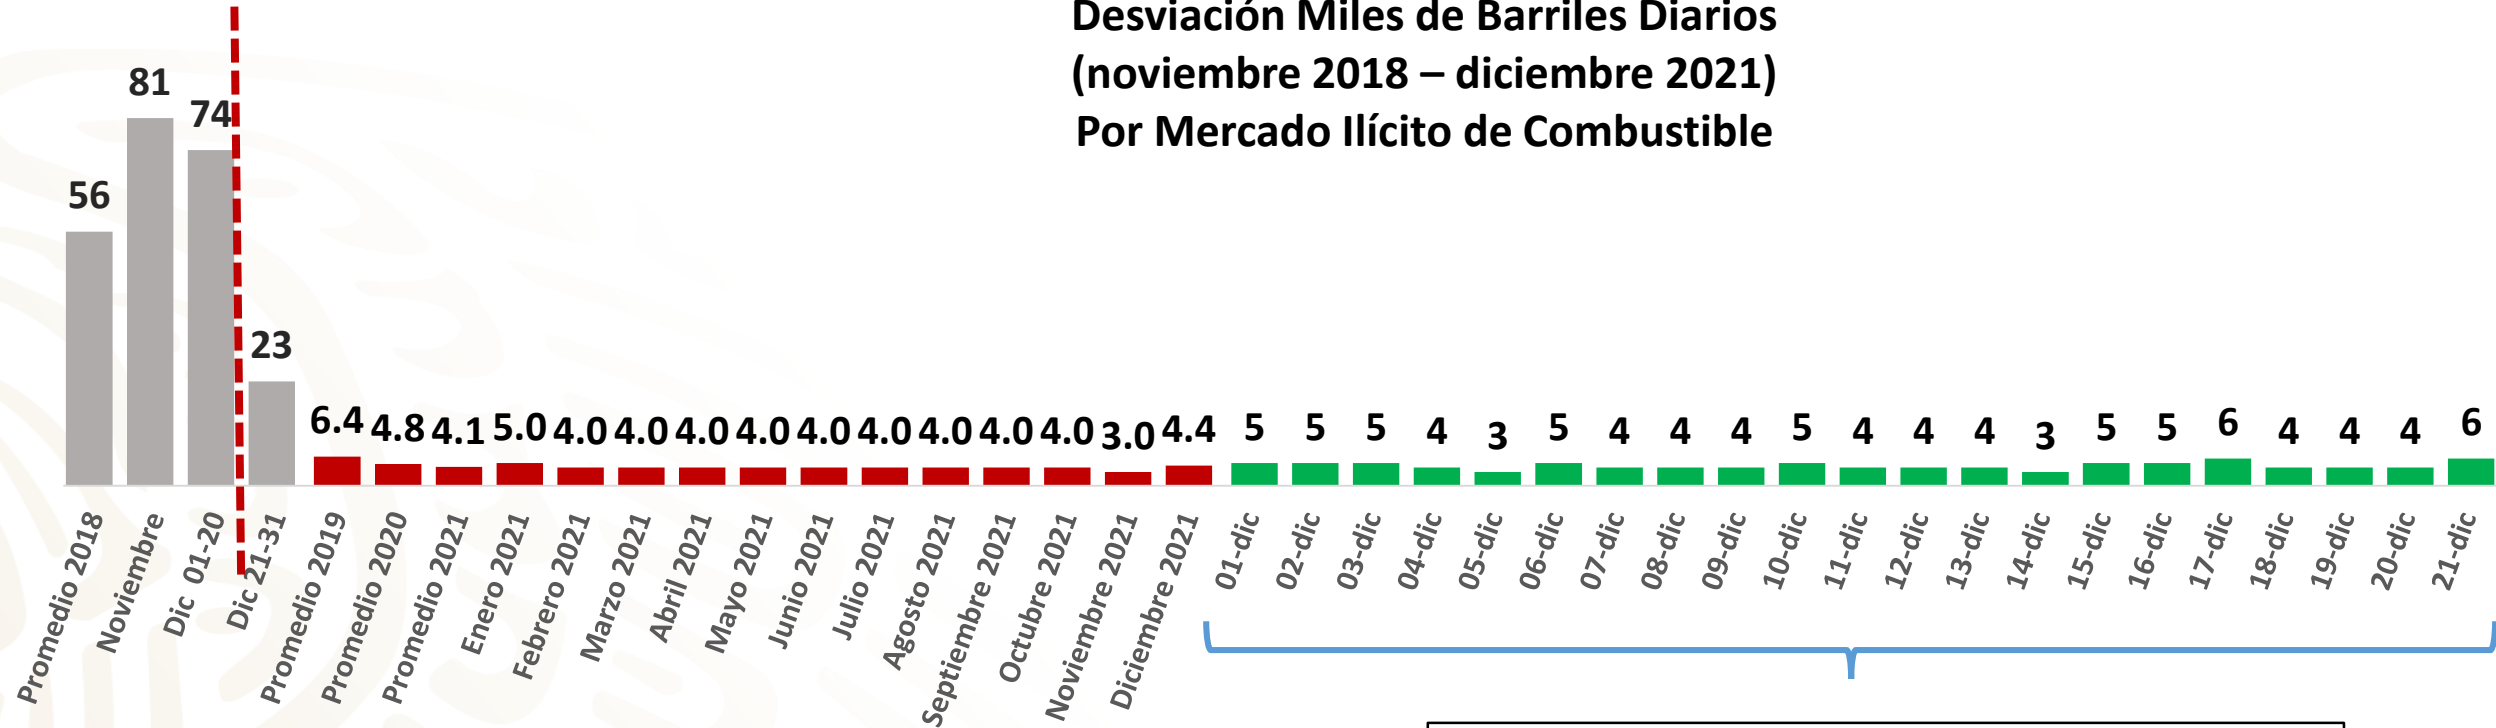 Desviación Miles de Barriles Diarios
(noviembre 2018 – diciembre 2021)
Por Mercado Ilícito de Combustible
56
81
74
23
6.4
4.8
4.1
5.0
4.0
4.0
4.0
4.0
4.0
4.0
4.0
4.0
4.0
3.0
4.4
5
5
5
4
3
5
4
4
4
5
4
4
4
3
5
5
6
4
4
4
6
Promedio 2018
Noviembre
Dic 01-20
Dic 21-31
Promedio 2019
Promedio 2020
Promedio 2021
Enero 2021
Febrero 2021
Marzo 2021
Abril 2021
Mayo 2021
Junio 2021
Julio 2021
Agosto 2021
Septiembre 2021
Octubre 2021
Noviembre 2021
Diciembre 2021
01-dic
02-dic
03-dic
04-dic
05-dic
06-dic
07-dic
08-dic
09-dic
10-dic
11-dic
12-dic
13-dic
14-dic
15-dic
16-dic
17-dic
18-dic
19-dic
20-dic
21-dic